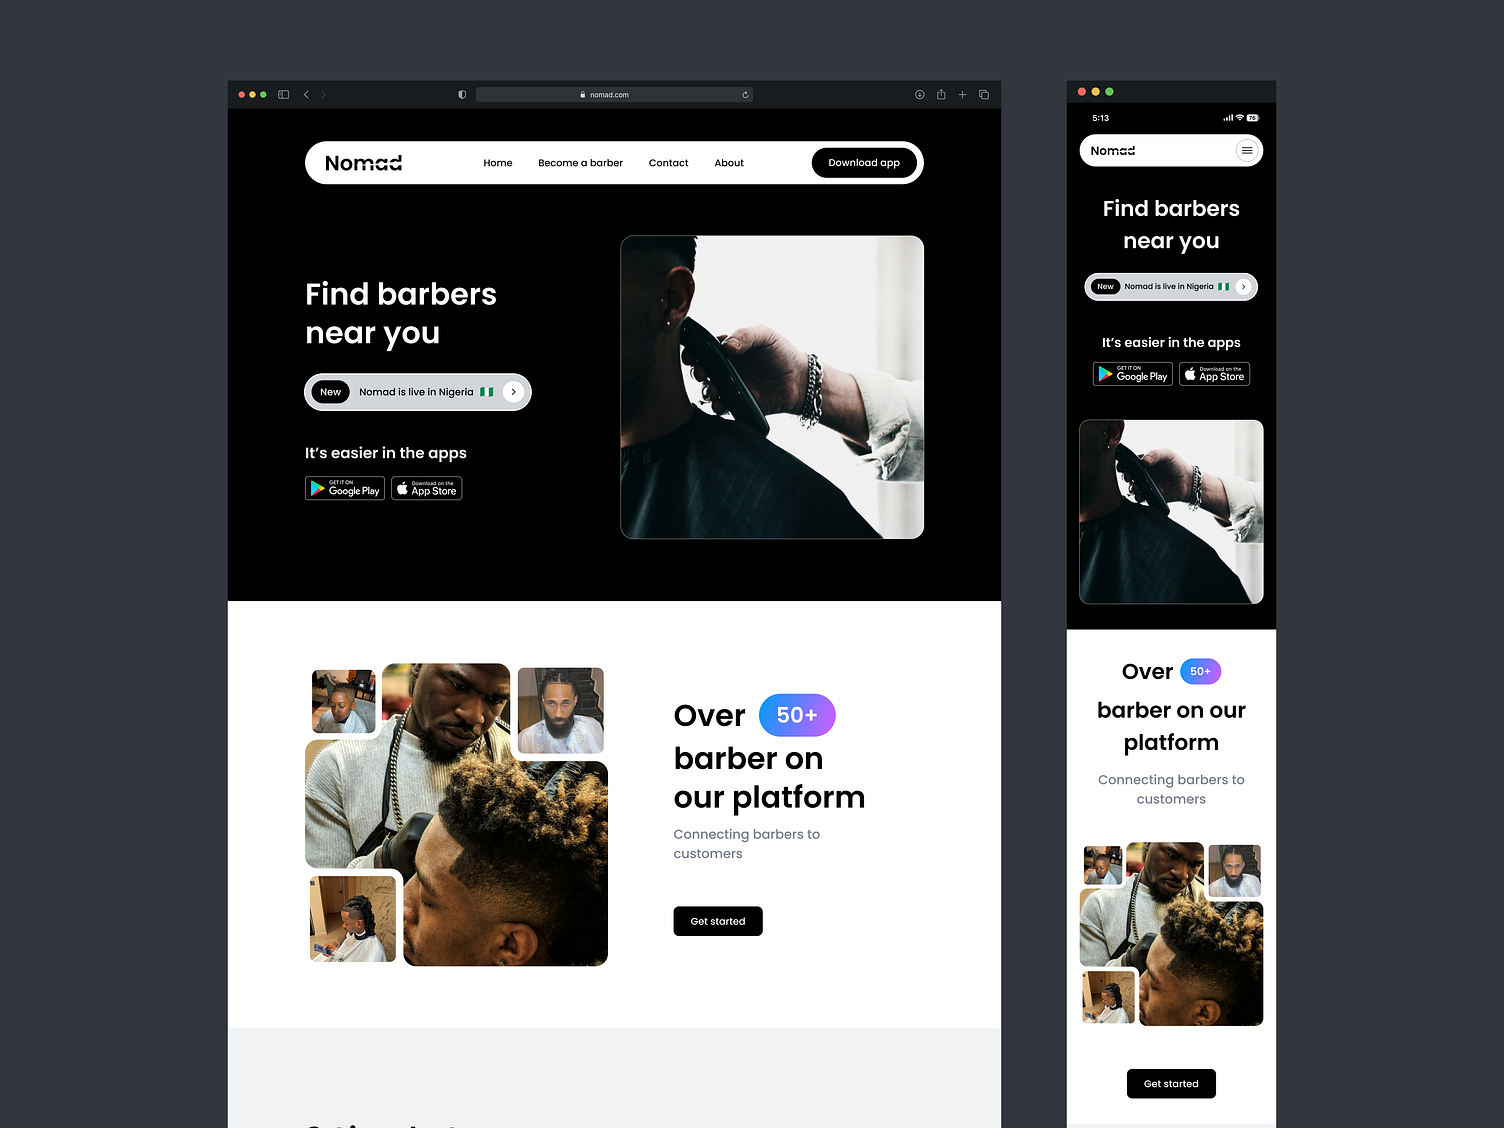 nomad.com
Nomad
Home
Become a barber
Contact
About
Download app
Find barbers
near you
New
Nomad is live in Nigeria
It's easier in the apps
GET IT ON
Google Play
Download on the
App Store
Over 50+
barber on
our platform
Connecting barbers to
customers
Get started
5:13
76
Nomad
Find barbers
near you
New
Nomad is live in Nigeria
It's easier in the apps
GET IT ON
Google Play
Download on the
App Store
Over 50+
barber on our
platform
Connecting barbers to
customers
Get started